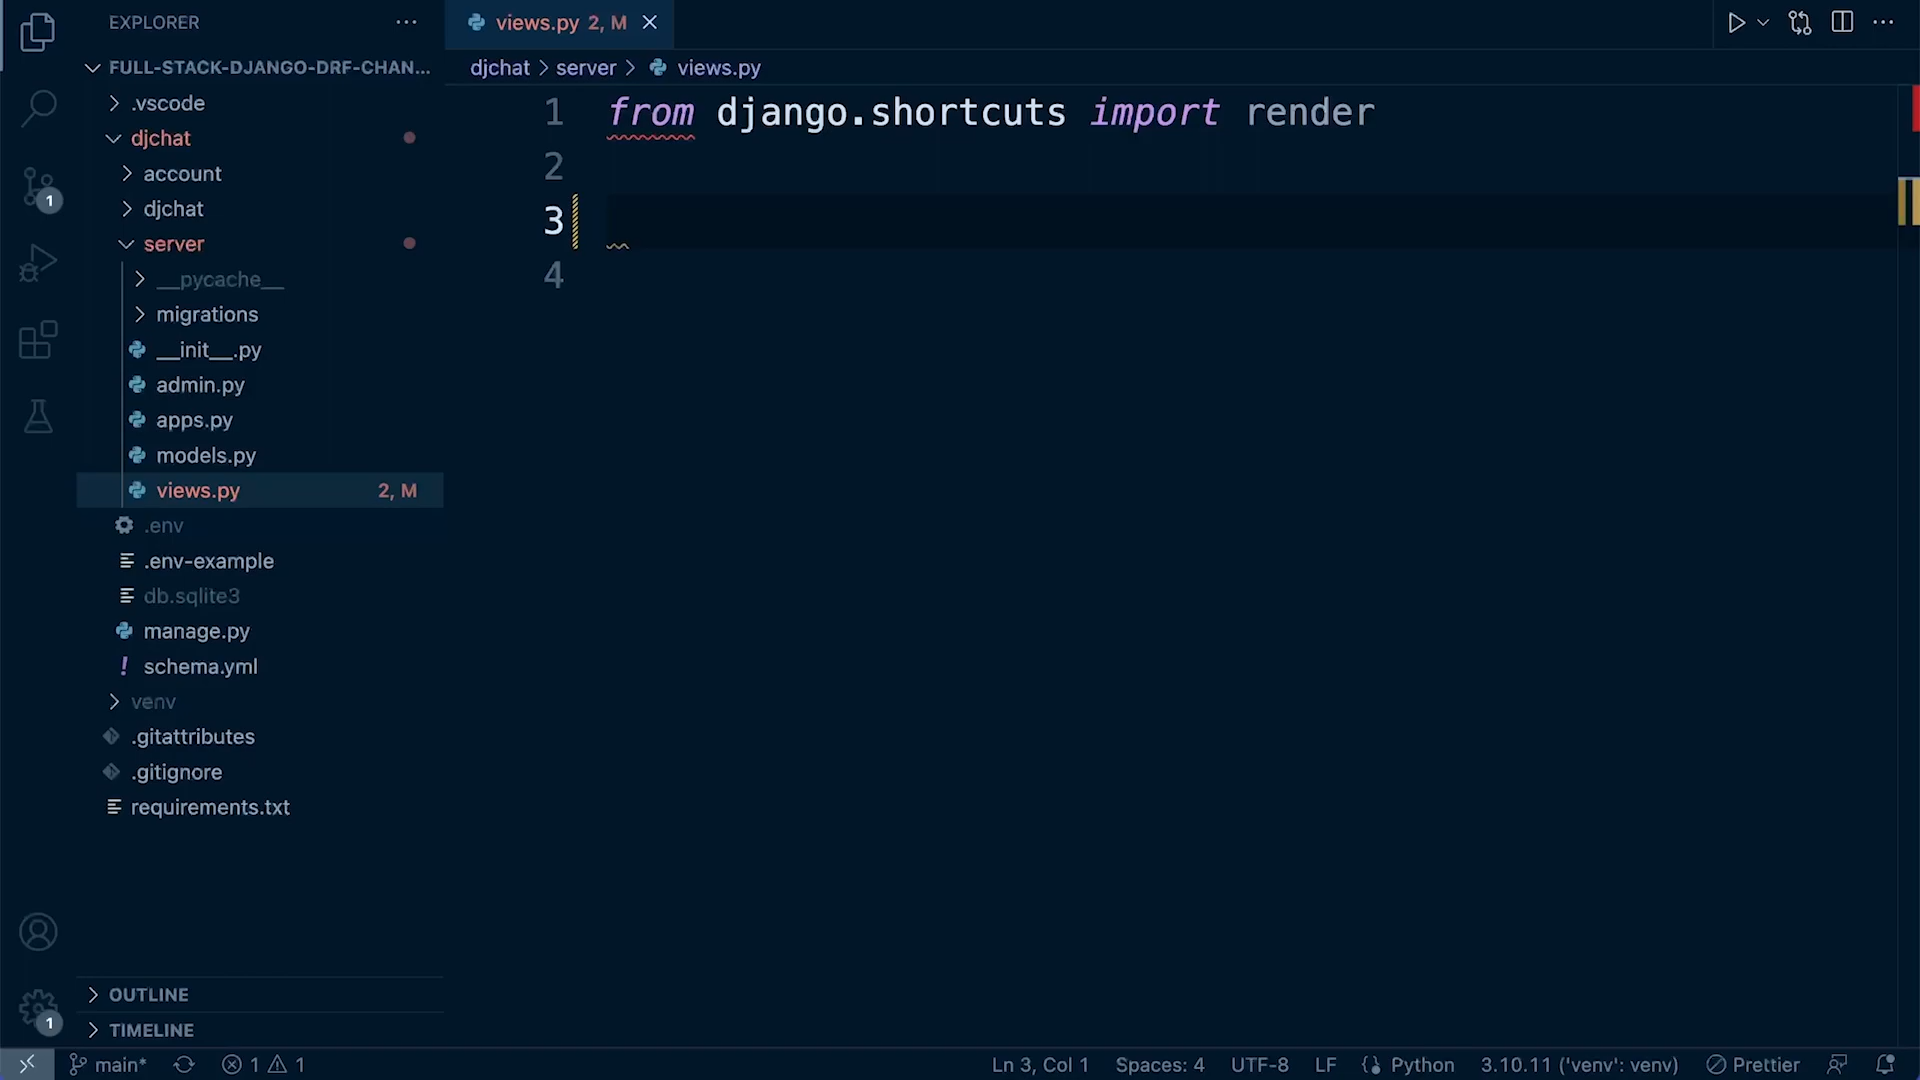 EXPLORER
FULL-STACK-DJANGO-DRF-CHAN...
.vscode
djchat
account
djchat
server
__pycache__
migrations
__init__.py
admin.py
apps.py
models.py
views.py 2, M
.env
.env-example
db.sqlite3
manage.py
schema.yml
venv
.gitattributes
.gitignore
requirements.txt
OUTLINE
TIMELINE
1
1
views.py 2, M
djchat > server > views.py
1 from django.shortcuts import render
2
3
4
main* 1 1 Ln 3, Col 1 Spaces: 4 UTF-8 LF Python 3.10.11 ('venv': venv) Prettier